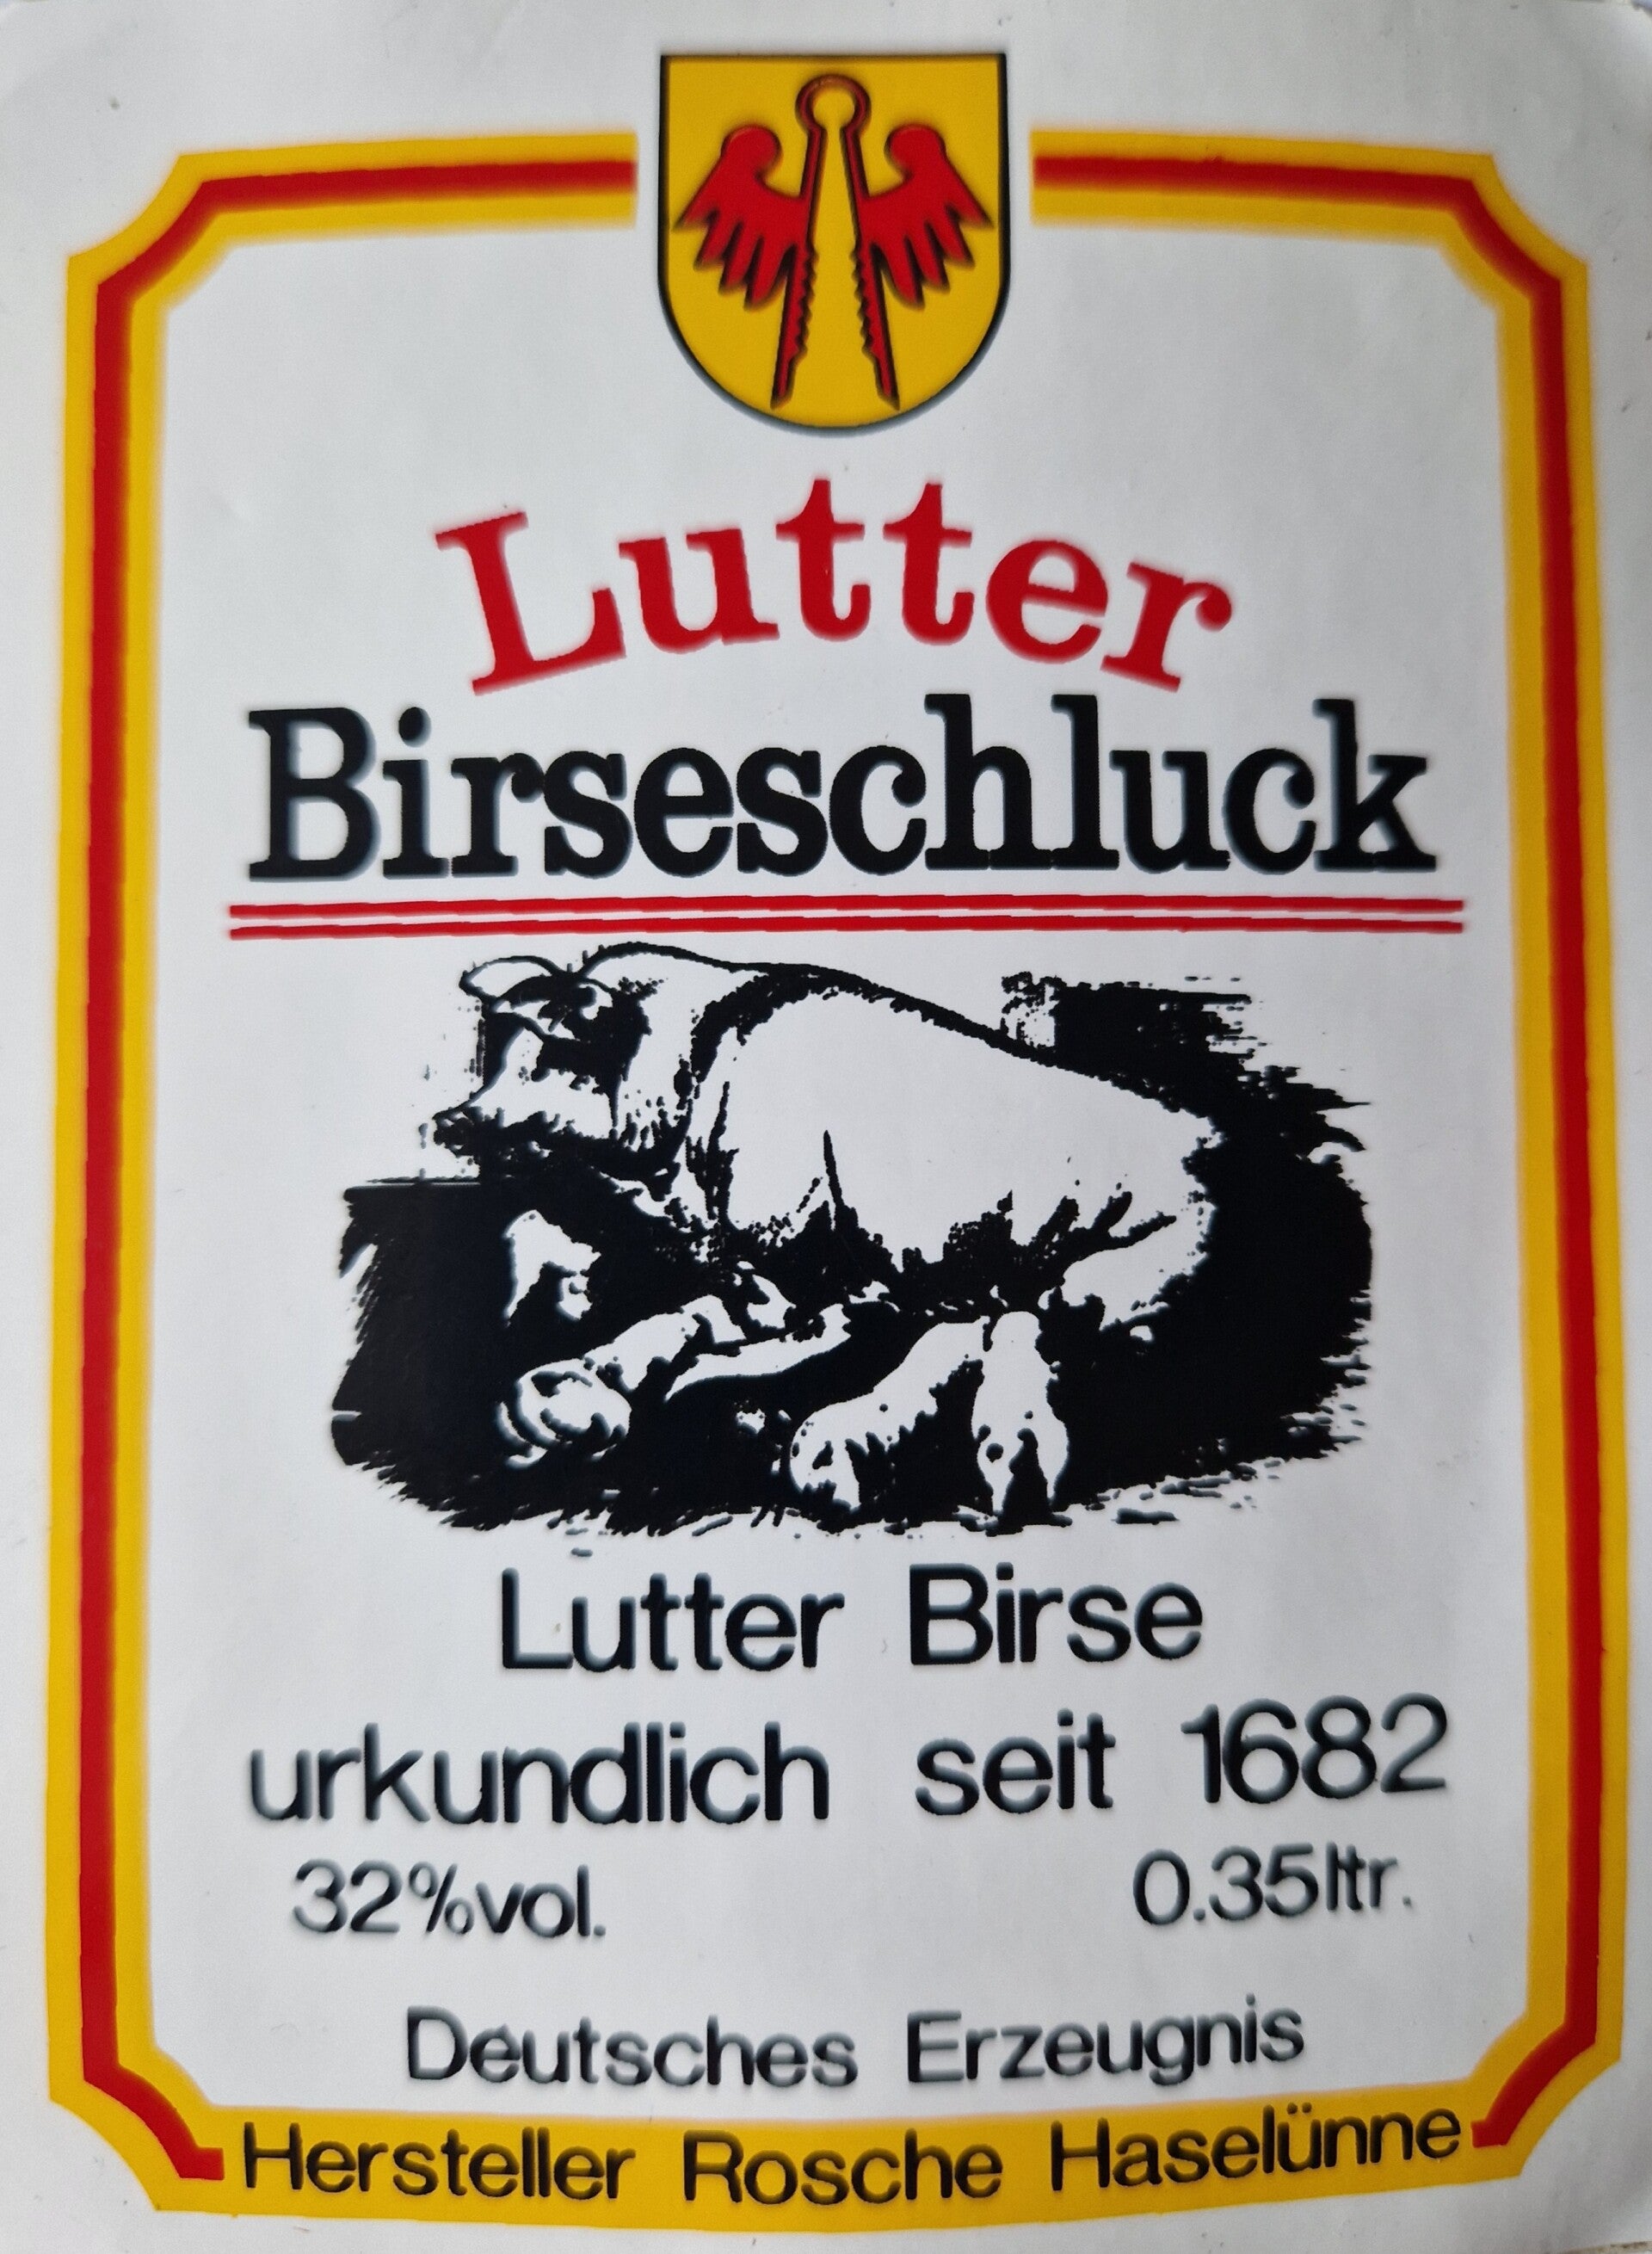 Lutter
Birseschluck
Lutter Birse
urkundlich seit 1682
32%vol.
0.35ltr.
Deutsches Erzeugnis
Hersteller Rosche Haselünne